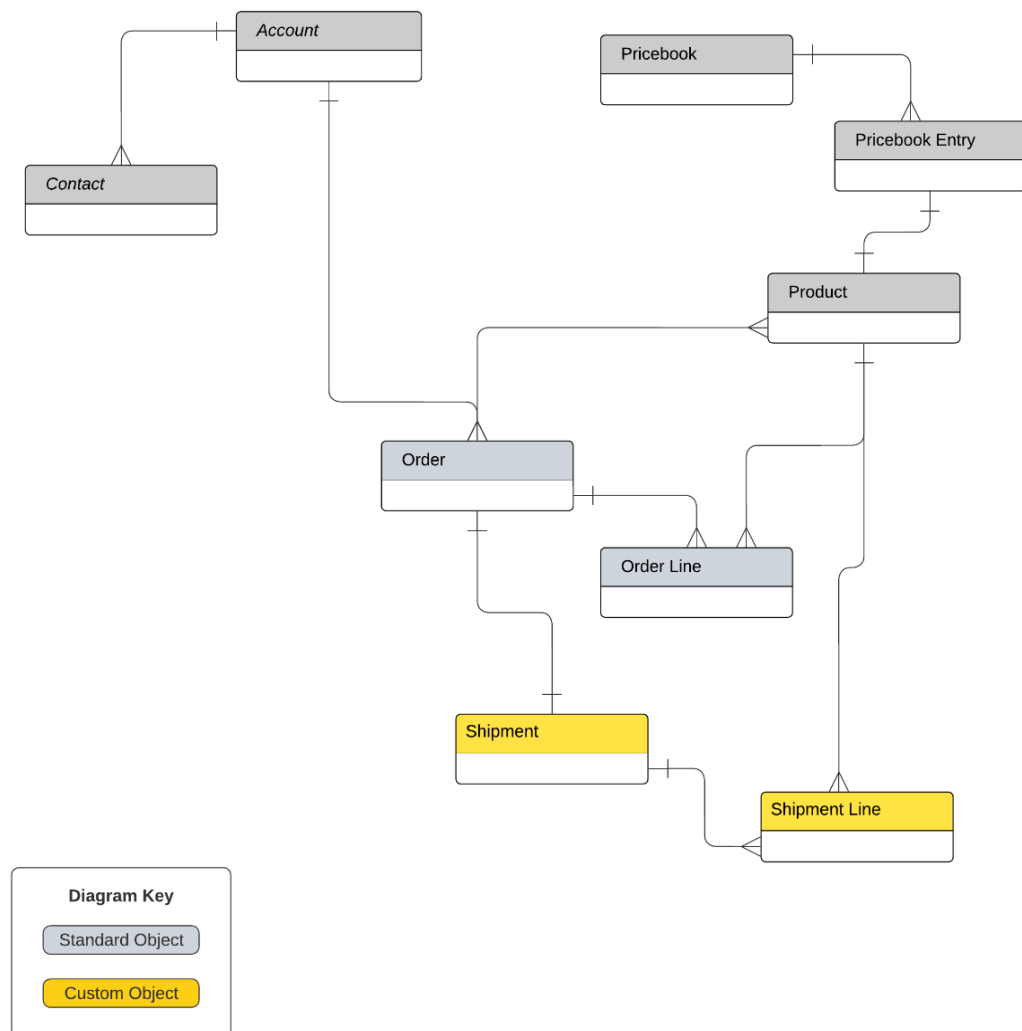 Account
Pricebook
Pricebook Entry
Contact
Product
Order
Order Line
Shipment
Shipment Line
Diagram Key
Standard Object
Custom Object